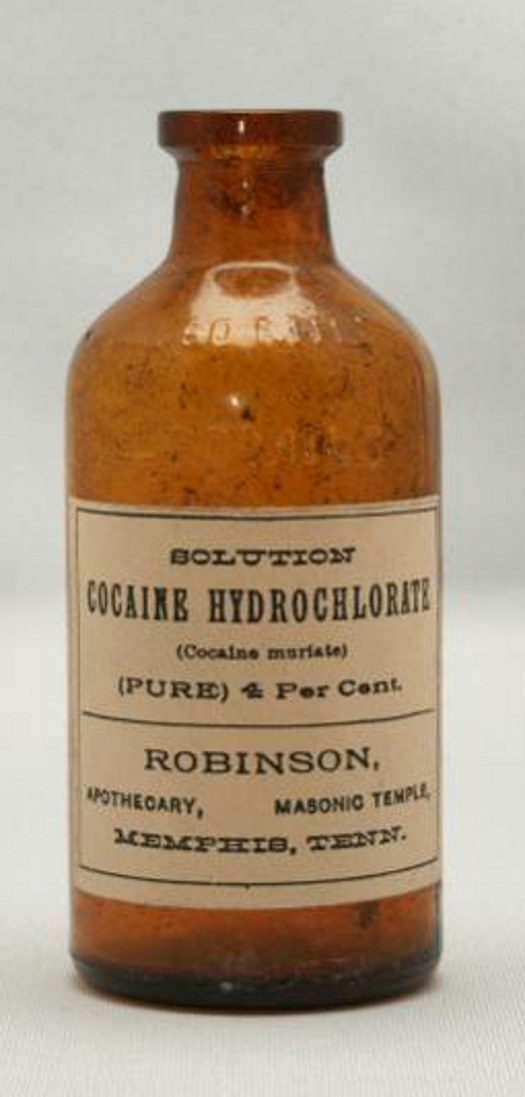 SOLUTION
COCAINE HYDROCHLORATE
(Cocaine muriate)
(PURE) 4 Per Cent.
ROBINSON,
APOTHECARY, MASONIC TEMPLE,
MEMPHIS, TENN.